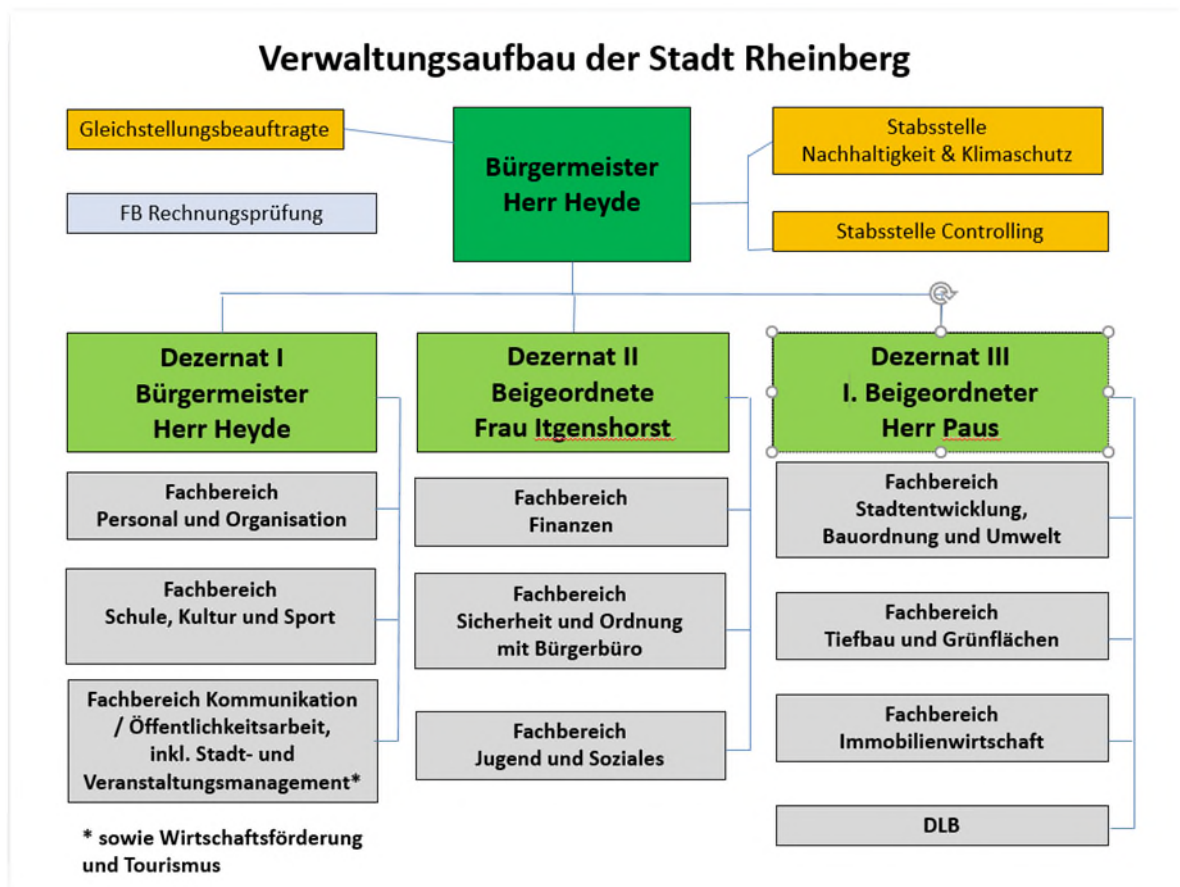 Verwaltungsaufbau der Stadt Rheinberg
Gleichstellungsbeauftragte
FB Rechnungsprüfung
Bürgermeister
Herr Heyde
Stabsstelle
Nachhaltigkeit & Klimaschutz
Stabsstelle Controlling
Dezernat I
Bürgermeister
Herr Heyde
Fachbereich
Personal und Organisation
Fachbereich
Schule, Kultur und Sport
Fachbereich Kommunikation
/ Öffentlichkeitsarbeit,
inkl. Stadt- und
Veranstaltungsmanagement*
* sowie Wirtschaftsförderung
und Tourismus
Dezernat II
Beigeordnete
Frau Itgenshorst
Fachbereich
Finanzen
Fachbereich
Sicherheit und Ordnung
mit Bürgerbüro
Fachbereich
Jugend und Soziales
Dezernat III
I. Beigeordneter
Herr Paus
Fachbereich
Stadtentwicklung,
Bauordnung und Umwelt
Fachbereich
Tiefbau und Grünflächen
Fachbereich
Immobilienwirtschaft
DLB